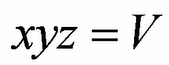 xyz = V